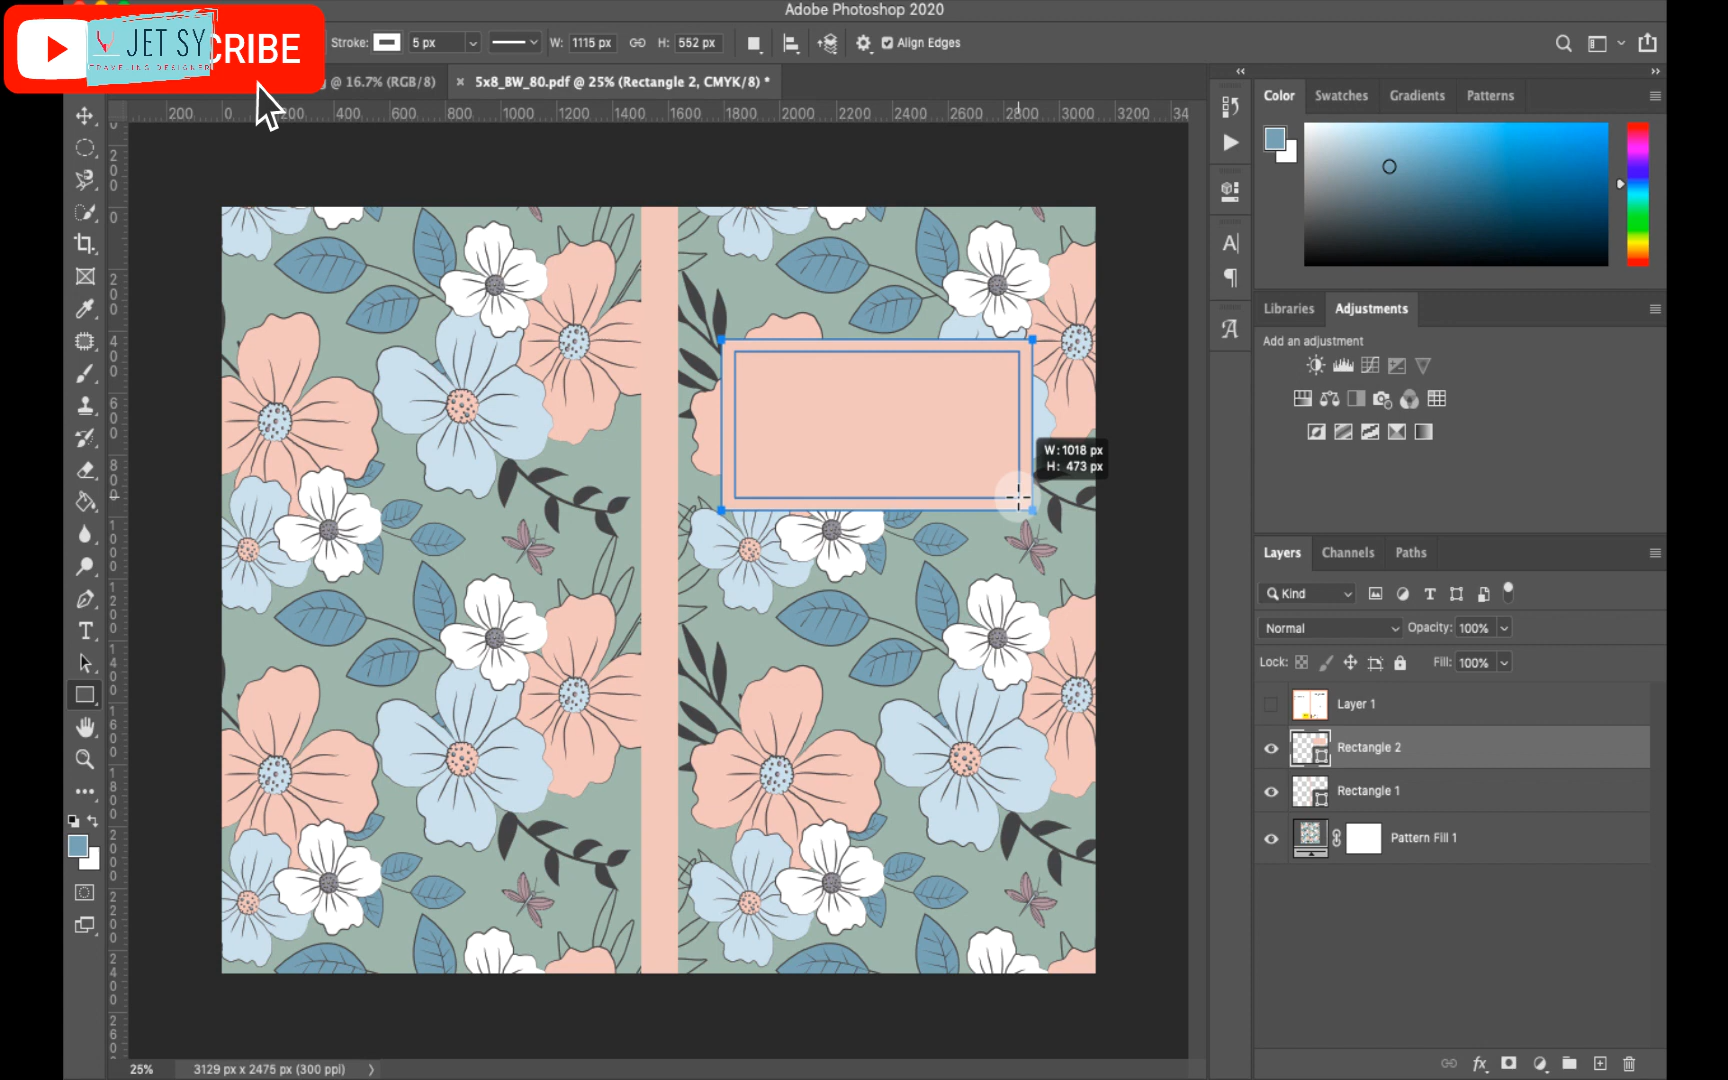 Adobe Photoshop 2020
JET SY
CRIBE
TRAVELING DESIGNER
Stroke: 5 px W: 1115 px H: 552 px Align Edges
@ 16.7% (RGB/8) × 5x8_BW_80.pdf @ 25% (Rectangle 2, CMYK/8) *
200 0 200 400 600 800 1000 1200 1400 1600 1800 2000 2200 2400 2600 2800 3000 3200 34
Color Swatches Gradients Patterns
Libraries Adjustments
Add an adjustment
W: 1018 px
H: 473 px
Layers Channels Paths
Kind
Normal Opacity: 100%
Lock: Fill: 100%
Layer 1
Rectangle 2
Rectangle 1
Pattern Fill 1
25% 3129 px x 2475 px (300 ppi)